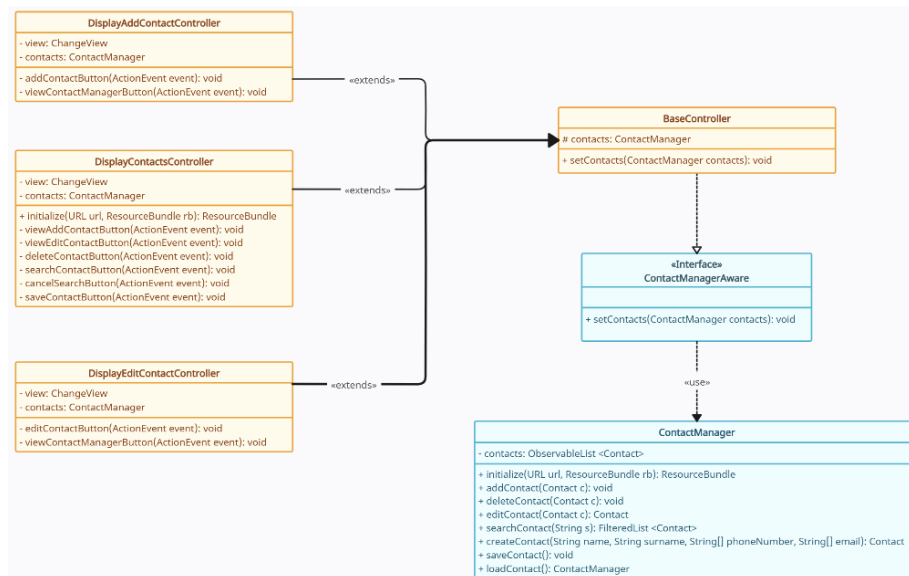 DisplayAddContactController
- view: ChangeView
- contacts: ContactManager
- addContactButton(ActionEvent event): void
- viewContactManagerButton(ActionEvent event): void
«extends»
DisplayContactsController
- view: ChangeView
- contacts: ContactManager
+ initialize(URL url, ResourceBundle rb): ResourceBundle
- viewAddContactButton(ActionEvent event): void
- viewEditContactButton(ActionEvent event): void
- deleteContactButton(ActionEvent event): void
- searchContactButton(ActionEvent event): void
- cancelSearchButton(ActionEvent event): void
- saveContactButton(ActionEvent event): void
«extends»
DisplayEditContactController
- view: ChangeView
- contacts: ContactManager
- editContactButton(ActionEvent event): void
- viewContactManagerButton(ActionEvent event): void
«extends»
BaseController
# contacts: ContactManager
+ setContacts(ContactManager contacts): void
«Interface»
ContactManagerAware
+ setContacts(ContactManager contacts): void
«use»
ContactManager
- contacts: ObservableList <Contact>
+ initialize(URL url, ResourceBundle rb): ResourceBundle
+ addContact(Contact c): void
+ deleteContact(Contact c): void
+ editContact(Contact c): Contact
+ searchContact(String s): FilteredList <Contact>
+ createContact(String name, String surname, String[] phoneNumber, String[] email): Contact
+ saveContact(): void
+ loadContact(): ContactManager